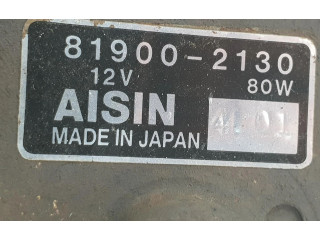 81900-2130
12V 80W
AISIN
MADE IN JAPAN 4L01